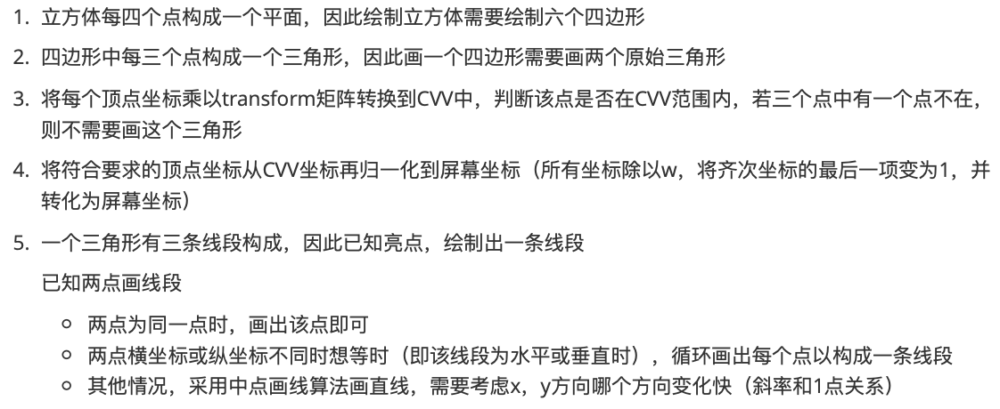 1. 立方体每四个点构成一个平面，因此绘制立方体需要绘制六个四边形
2. 四边形中每三个点构成一个三角形，因此画一个四边形需要画两个原始三角形
3. 将每个顶点坐标乘以transform矩阵转换到CVV中，判断该点是否在CVV范围内，若三个点中有一个点不在，
则不需要画这个三角形
4. 将符合要求的顶点坐标从CVV坐标再归一化到屏幕坐标（所有坐标除以w，将齐次坐标的最后一项变为1，并
转化为屏幕坐标）
5. 一个三角形有三条线段构成，因此已知亮点，绘制出一条线段
已知两点画线段
○ 两点为同一点时，画出该点即可
○ 两点横坐标或纵坐标不同时想等时（即该线段为水平或垂直时），循环画出每个点以构成一条线段
○ 其他情况，采用中点画线算法画直线，需要考虑x，y方向哪个方向变化快（斜率和1点关系）